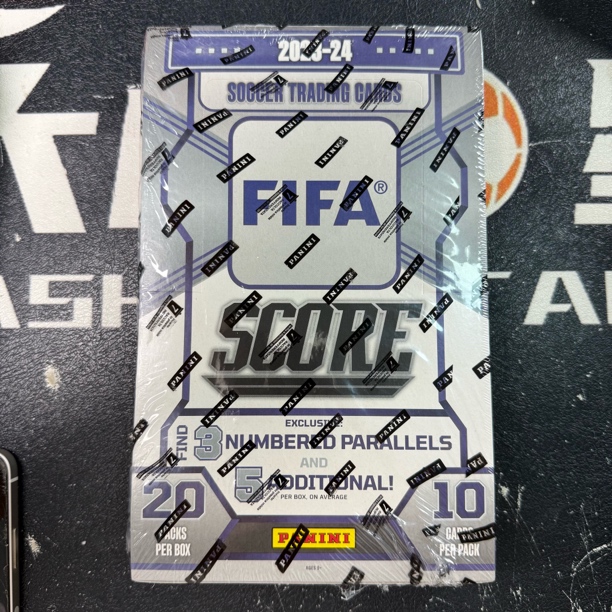 2023-24
SOCCER TRADING CARDS
FIFA®
SCORE
EXCLUSIVE:
FIND 3 NUMBERED PARALLELS
AND
5 ADDITIONAL!
PER BOX, ON AVERAGE
20
PACKS
PER BOX
10
CARDS
PER PACK
PANINI